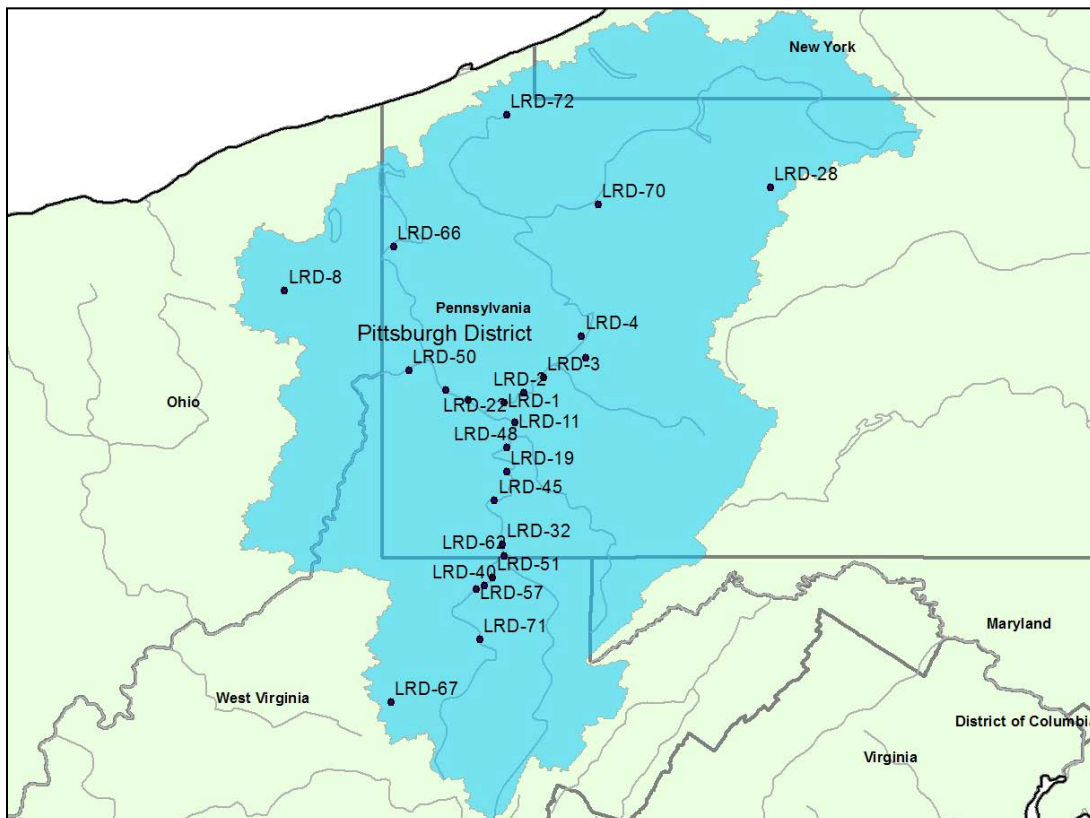 New York
LRD-72
LRD-28
LRD-70
LRD-66
LRD-8
Pennsylvania
LRD-4
Pittsburgh District
LRD-50
LRD-3
LRD-2
Ohio
LRD-22
LRD-1
LRD-11
LRD-48
LRD-19
LRD-45
LRD-32
LRD-62
LRD-51
LRD-40
LRD-57
LRD-71
Maryland
LRD-67
West Virginia
District of Columbia
Virginia